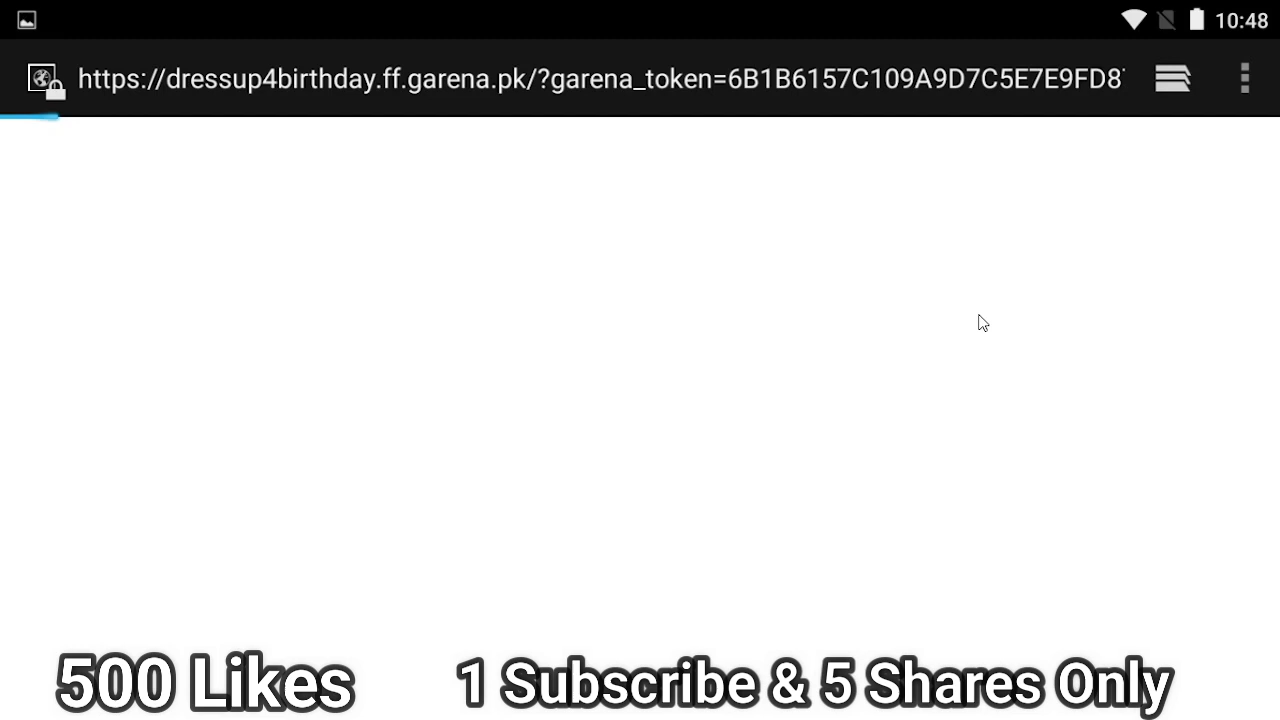 10:48
https://dressup4birthday.ff.garena.pk/?garena_token=6B1B6157C109A9D7C5E7E9FD8
500 Likes
1 Subscribe & 5 Shares Only